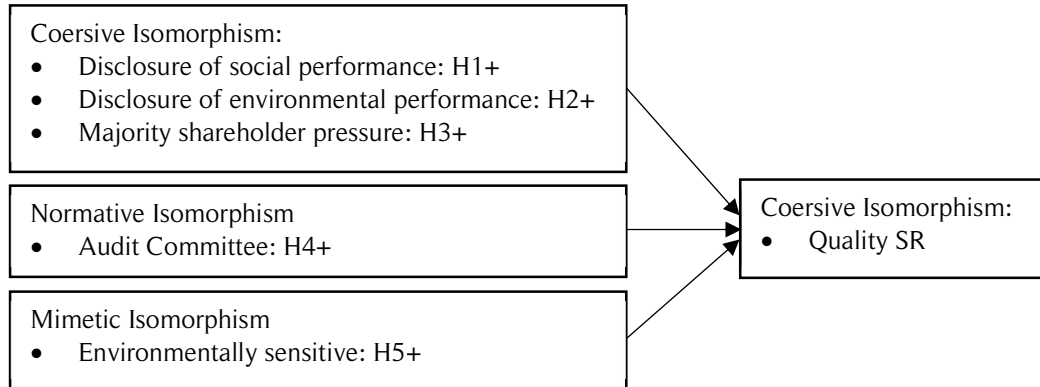 Coersive Isomorphism:
• Disclosure of social performance: H1+
• Disclosure of environmental performance: H2+
• Majority shareholder pressure: H3+
Normative Isomorphism
• Audit Committee: H4+
Mimetic Isomorphism
• Environmentally sensitive: H5+
Coersive Isomorphism:
• Quality SR